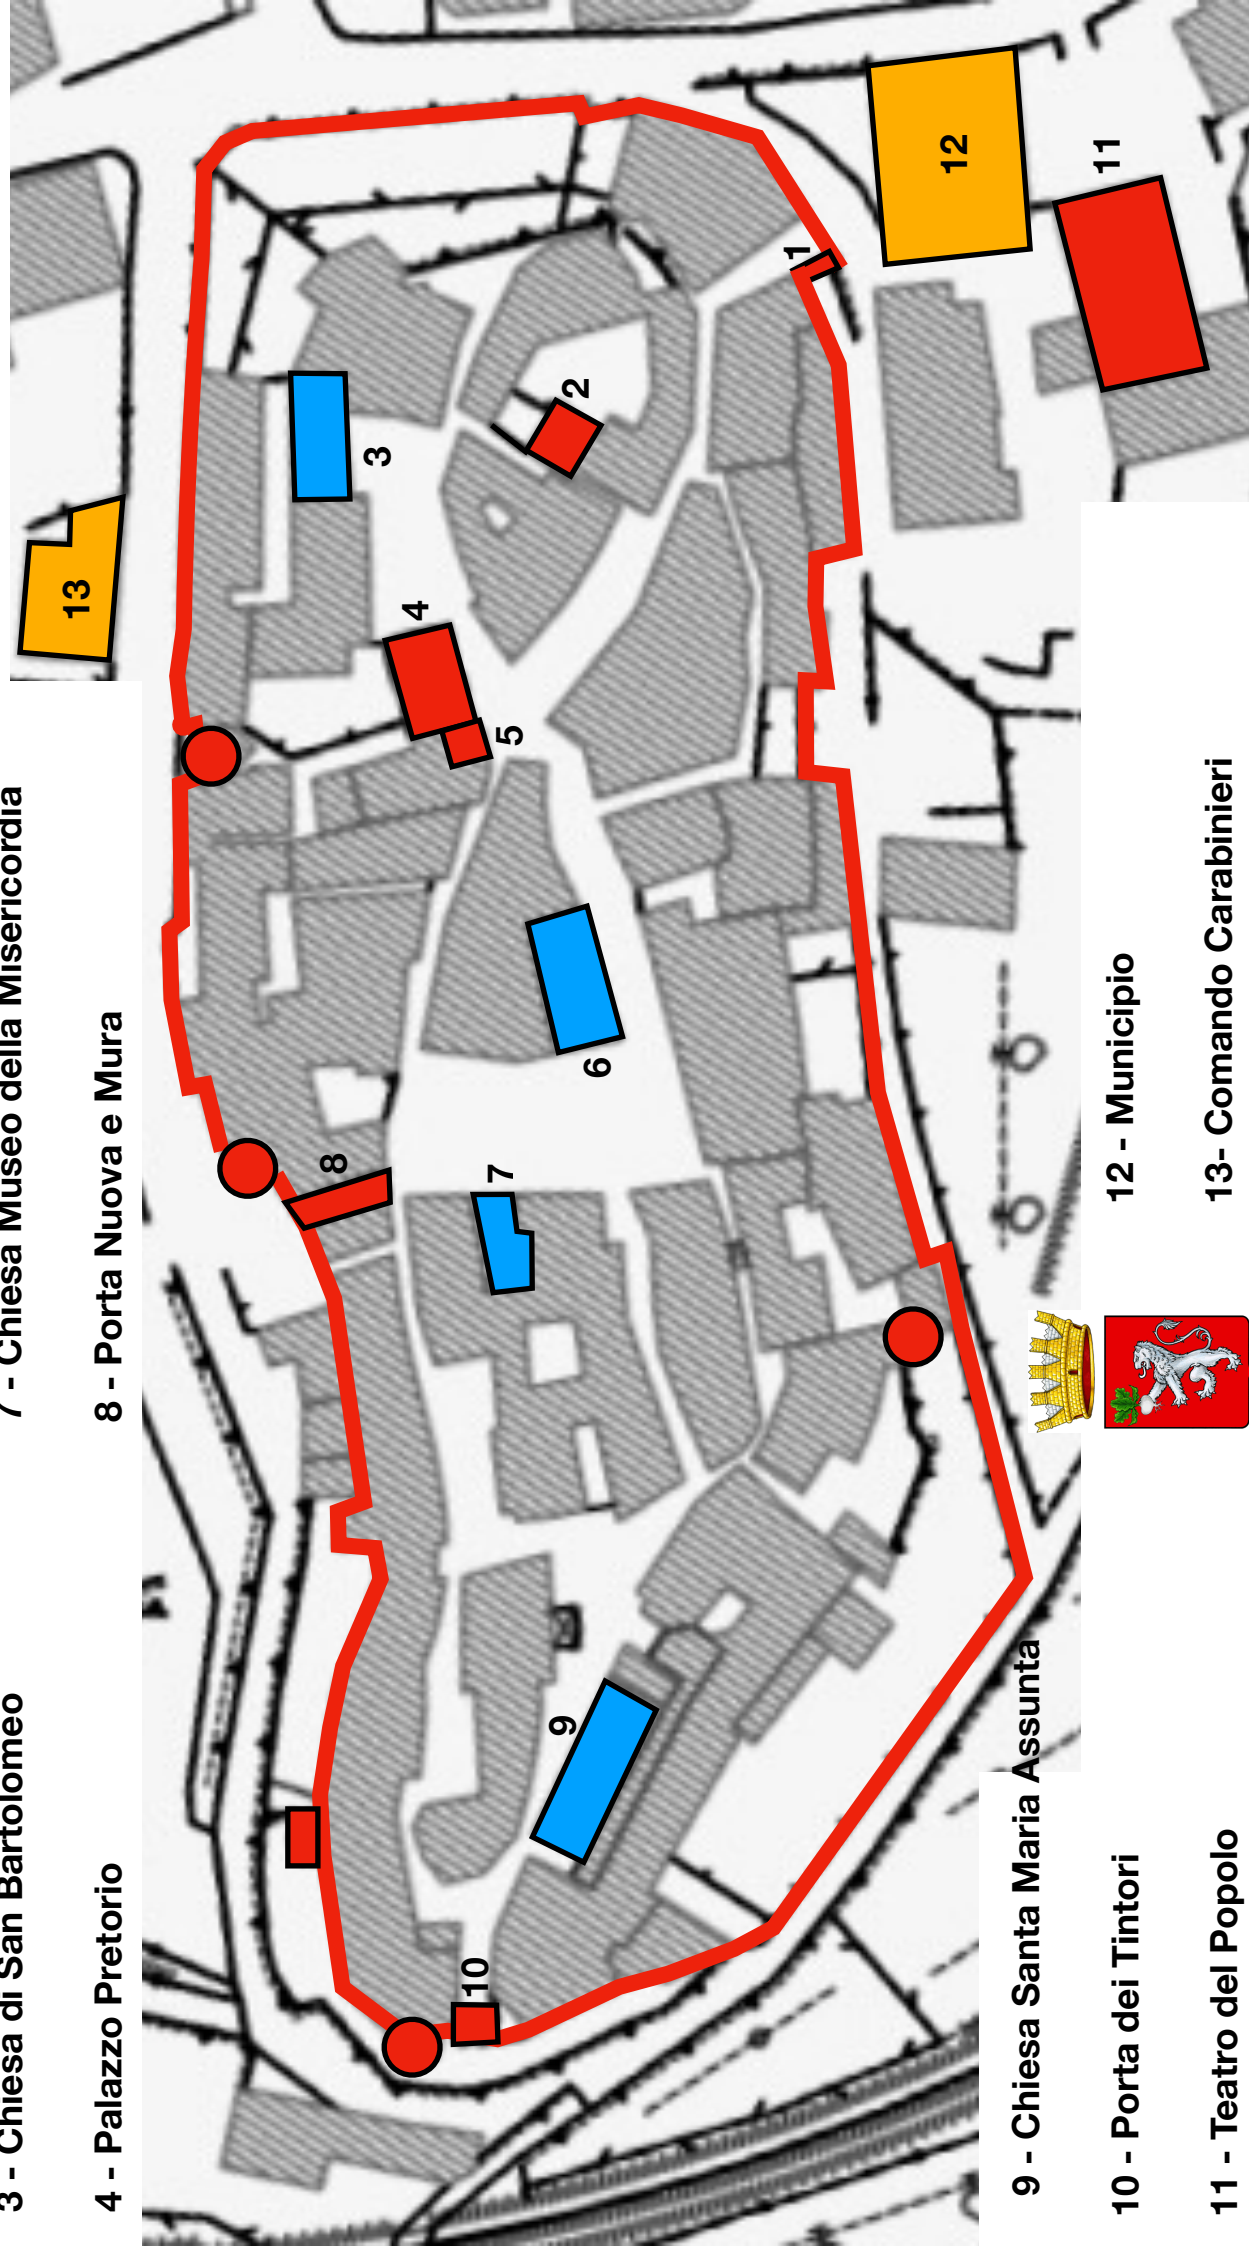 3 - Chiesa di San Bartolomeo
7 - Chiesa Museo della Misericordia
4 - Palazzo Pretorio
8 - Porta Nuova e Mura
13
8
3
4
10
7
5
9
2
6
1
12
11
9 - Chiesa Santa Maria Assunta
10 - Porta dei Tintori
11 - Teatro del Popolo
12 - Municipio
13- Comando Carabinieri